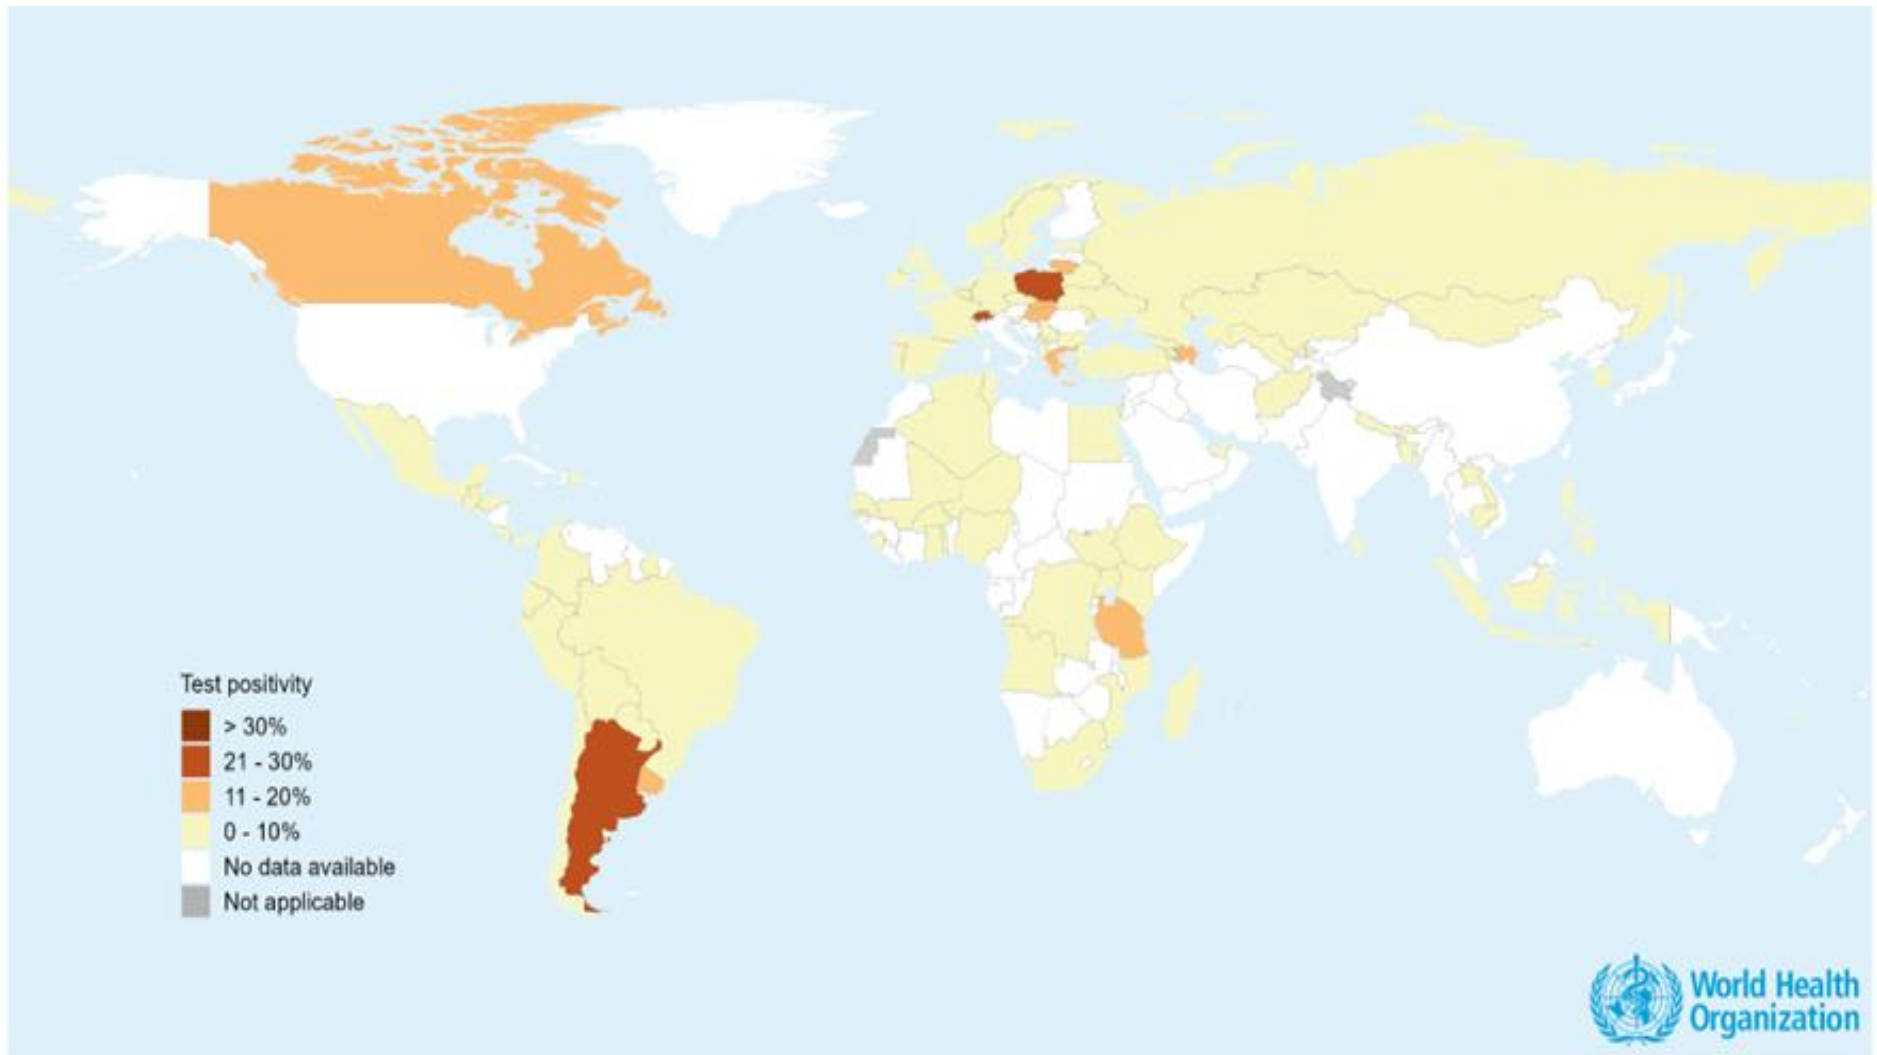 Test positivity
> 30%
21 - 30%
11 - 20%
0 - 10%
No data available
Not applicable
World Health
Organization